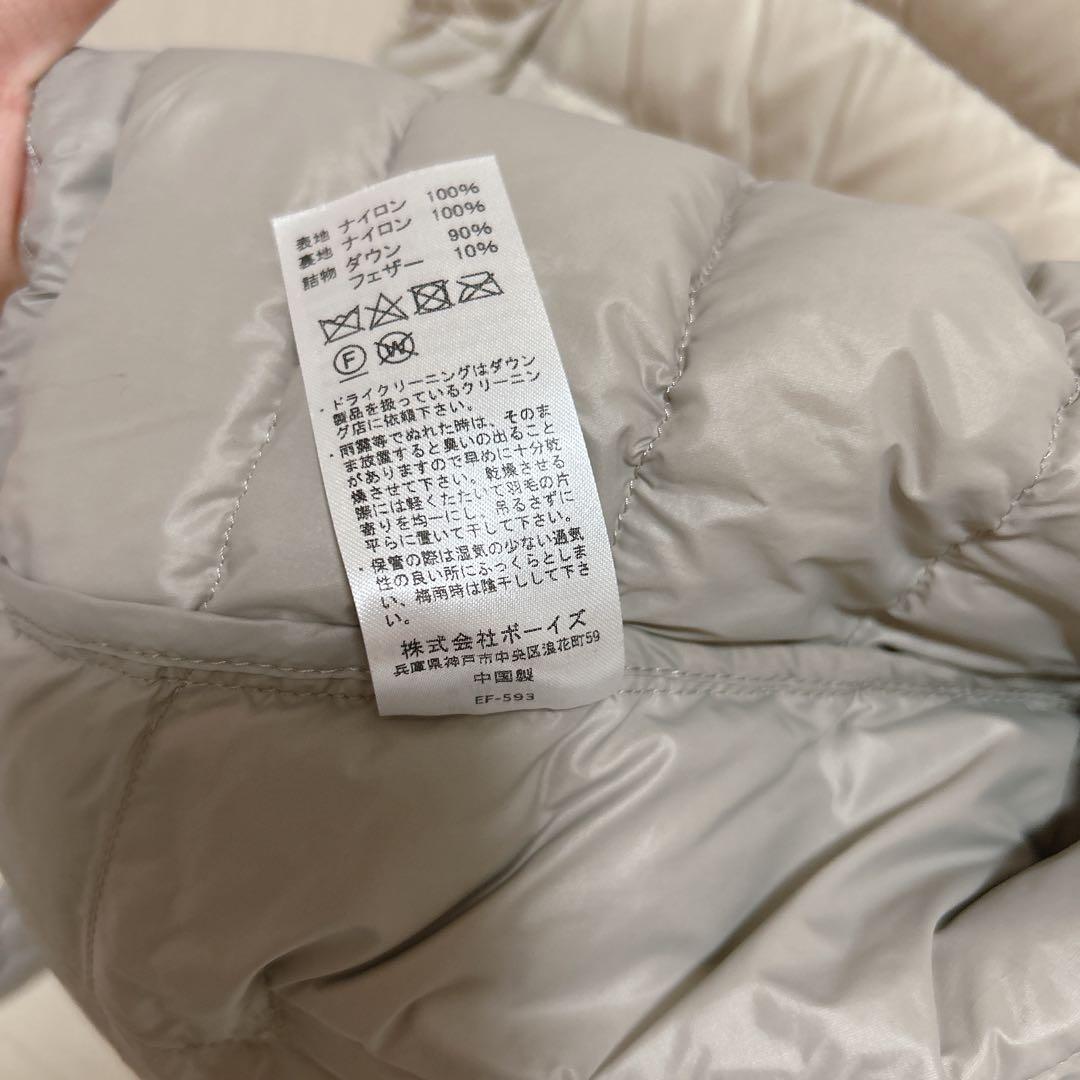 表地 ナイロン 100%
裏地 ナイロン 100%
詰物 ダウン 90%
フェザー 10%
F W
・ドライクリーニングはダウン
製品を扱っているクリーニン
グ店に依頼下さい。
・雨露等でぬれた時は、そのま
ま放置すると臭いの出ること
がありますので早めに十分乾
燥させて下さい。乾燥させる
際には軽くたたいて羽毛の片
寄りを均一にし、吊るさずに
平らに置いて干して下さい。
・保管の際は湿気の少ない通気
性の良い所にふっくらとしま
い、梅雨時は陰干しして下さ
い。
株式会社ボーイズ
兵庫県神戸市中央区浪花町59
中国製
EF-593